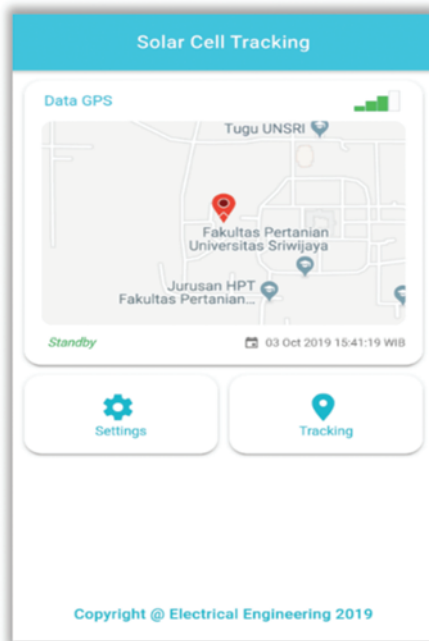 Solar Cell Tracking
Data GPS
Tugu UNSRI
Fakultas Pertanian
Universitas Sriwijaya
Jurusan HPT
Fakultas Pertanian...
Standby
03 Oct 2019 15:41:19 WIB
Settings
Tracking
Copyright @ Electrical Engineering 2019